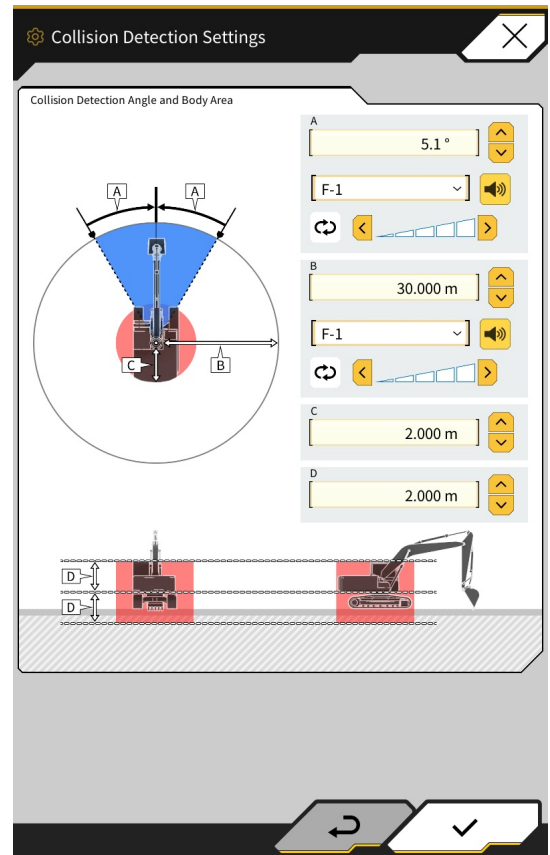 Collision Detection Settings
Collision Detection Angle and Body Area
A
5.1 °
F-1
A A
B
30.000 m
F-1
C
B
C
2.000 m
D
2.000 m
D
D